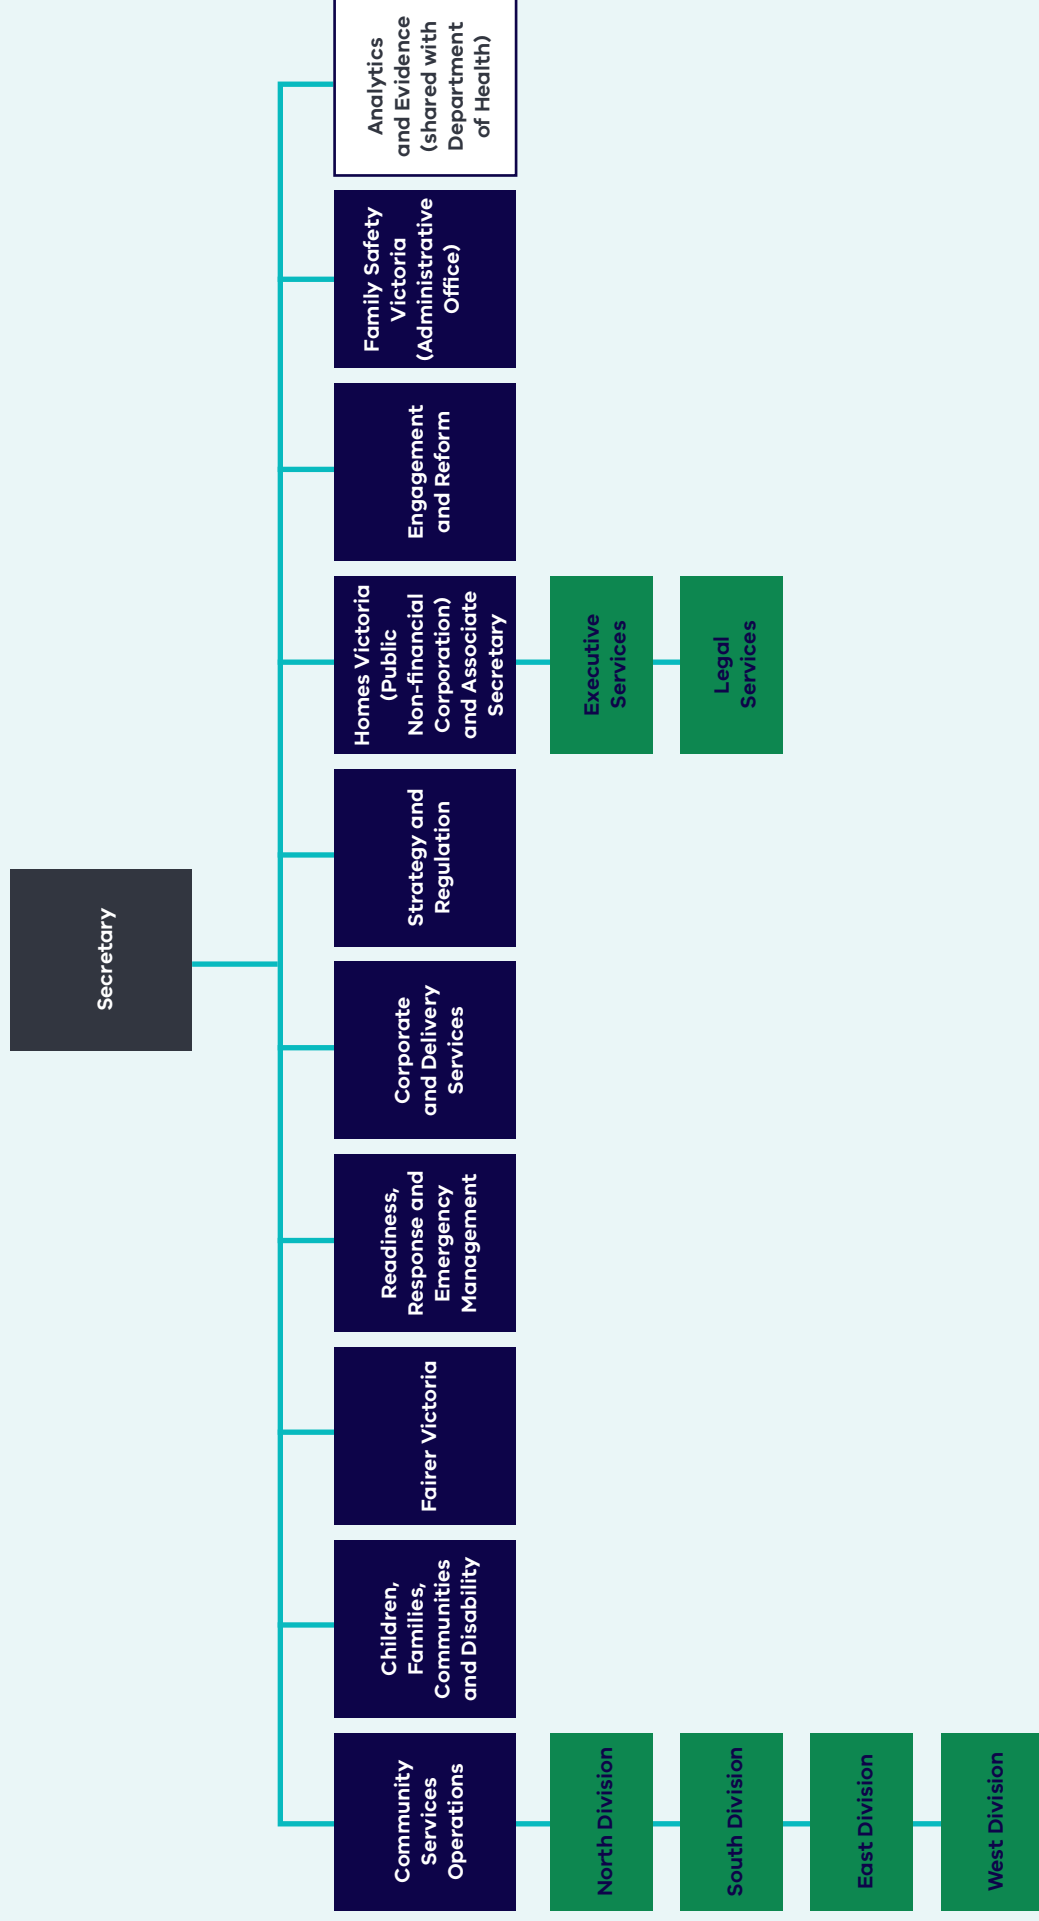 Secretary
Community
Services
Operations
Children,
Families,
Communities
and Disability
Fairer Victoria
Readiness,
Response and
Emergency
Management
Corporate
and Delivery
Services
Strategy and
Regulation
Homes Victoria
(Public
Non-financial
Corporation)
and Associate
Secretary
Engagement
and Reform
Family Safety
Victoria
(Administrative
Office)
Analytics
and Evidence
(shared with
Department
of Health)
North Division
South Division
East Division
West Division
Executive
Services
Legal
Services